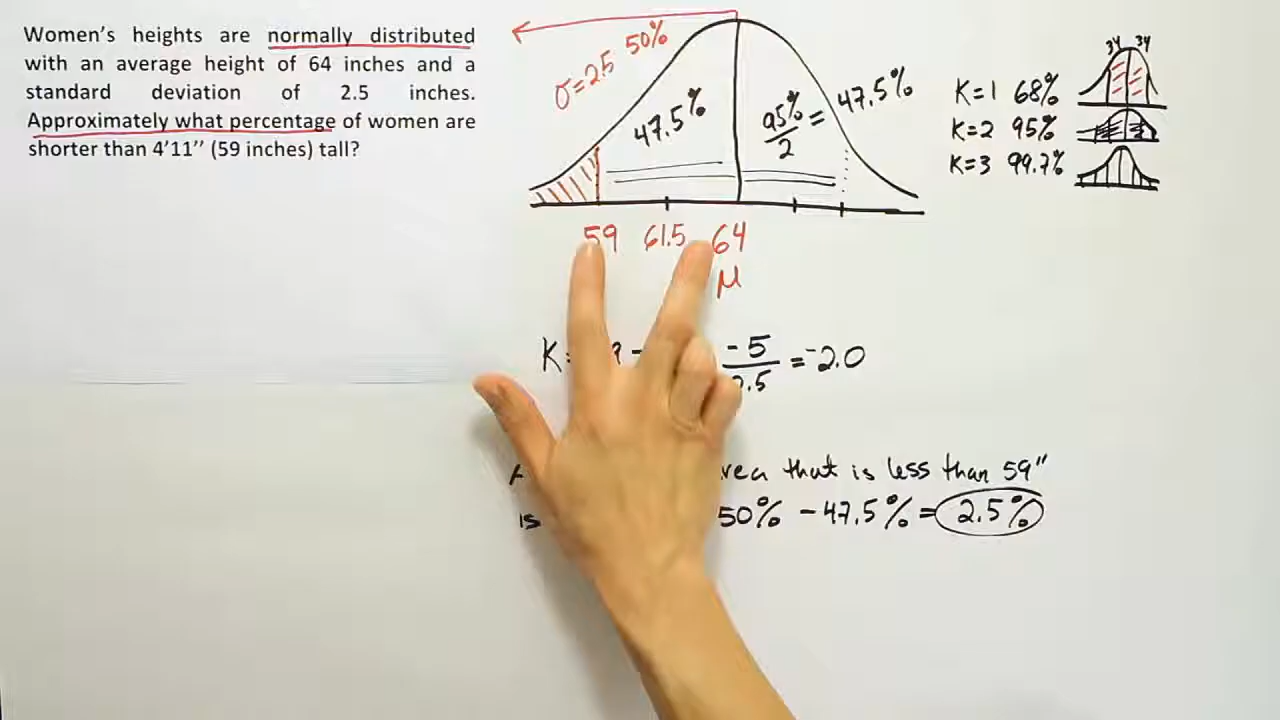 Women's heights are normally distributed
with an average height of 64 inches and a
standard deviation of 2.5 inches.
Approximately what percentage of women are
shorter than 4'11'' (59 inches) tall?
σ=2.5
50%
47.5%
95%/2 = 47.5%
34 34
K=1 68%
K=2 95%
K=3 99.7%
59 61.5 64
μ
K= -5/2.5 = -2.0
that is less than 59"
is 50% - 47.5% = 2.5%